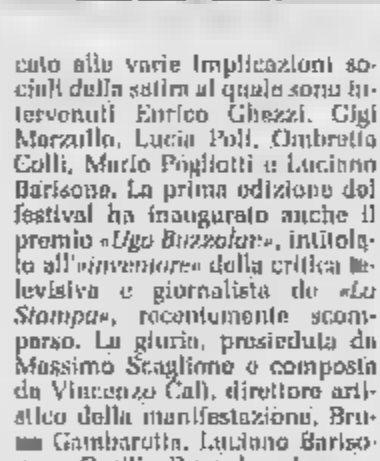 cato alle varie implicazioni so-
ciali della satira al quale sono in-
tervenuti Enrico Ghezzi, Gigi
Marzullo, Lucia Poli, Ombretta
Colli, Mario Pogliotti e Luciano
Barisone. La prima edizione del
festival ha inaugurato anche il
premio «Ugo Buzzolan», intitola-
to all'«inventore» della critica te-
levisiva e giornalista de «La
Stampa», recentemente scom-
parso. La giuria, presieduta da
Massimo Scaglione e composta
da Vincenzo Calì, direttore arti-
stico della manifestazione, Bru-
Gambarotta, Luciano Bariso-